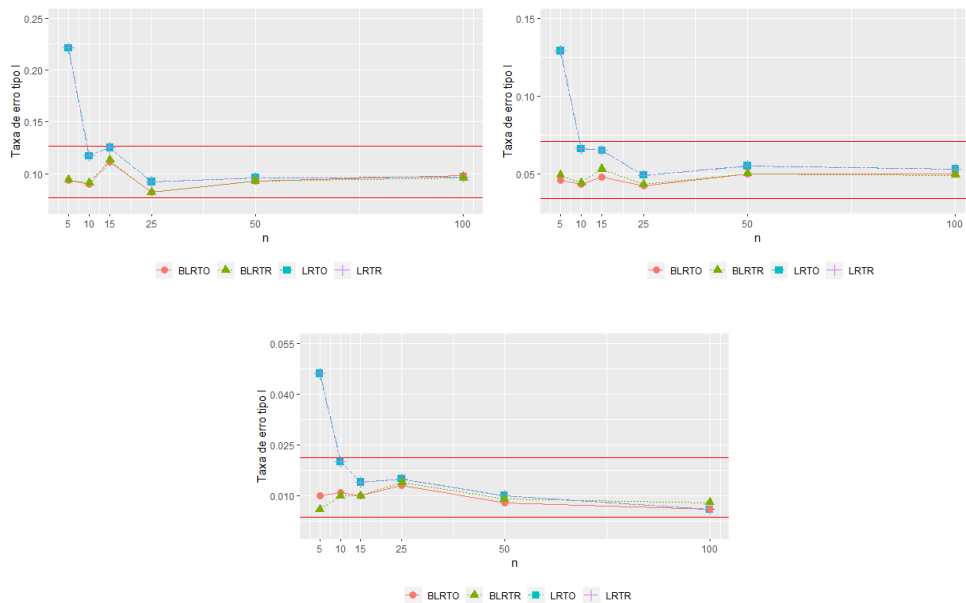 0.25
0.20
0.15
0.10
Taxa de erro tipo I
5 10 15 25 50 100
n
BLRTO BLRTR LRTO LRTR
0.15
0.10
0.05
Taxa de erro tipo I
5 10 15 25 50 100
n
BLRTO BLRTR LRTO LRTR
0.055
0.040
0.025
0.010
Taxa de erro tipo I
5 10 15 25 50 100
n
BLRTO BLRTR LRTO LRTR